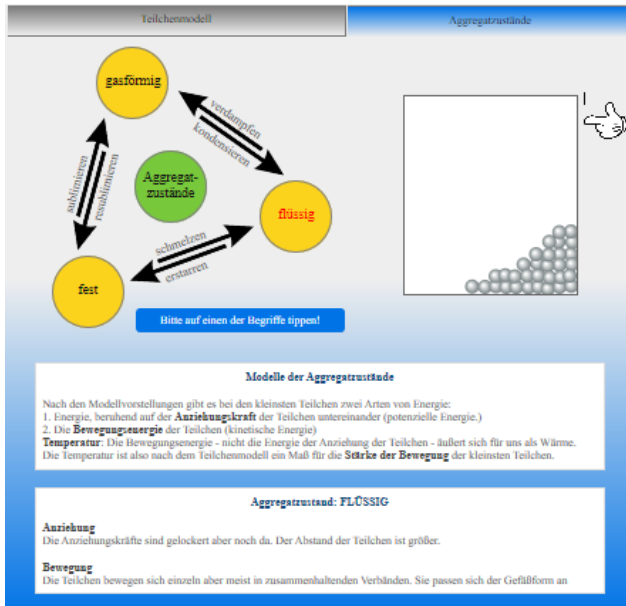 Teilchenmodell
Aggregatzustände
gasförmig
verdampfen
kondensieren
sublimieren
resublimieren
Aggregat-
zustände
flüssig
schmelzen
erstarren
fest
Bitte auf einen der Begriffe tippen!
Modelle der Aggregatzustände
Nach den Modellvorstellungen gibt es bei den kleinsten Teilchen zwei Arten von Energie:
1. Energie, beruhend auf der Anziehungskraft der Teilchen untereinander (potenzielle Energie.)
2. Die Bewegungsenergie der Teilchen (kinetische Energie)
Temperatur: Die Bewegungsenergie - nicht die Energie der Anziehung der Teilchen - äußert sich für uns als Wärme.
Die Temperatur ist also nach dem Teilchenmodell ein Maß für die Stärke der Bewegung der kleinsten Teilchen.
Aggregatzustand: FLÜSSIG
Anziehung
Die Anziehungskräfte sind gelockert aber noch da. Der Abstand der Teilchen ist größer.
Bewegung
Die Teilchen bewegen sich einzeln aber meist in zusammenhaltenden Verbänden. Sie passen sich der Gefäßform an